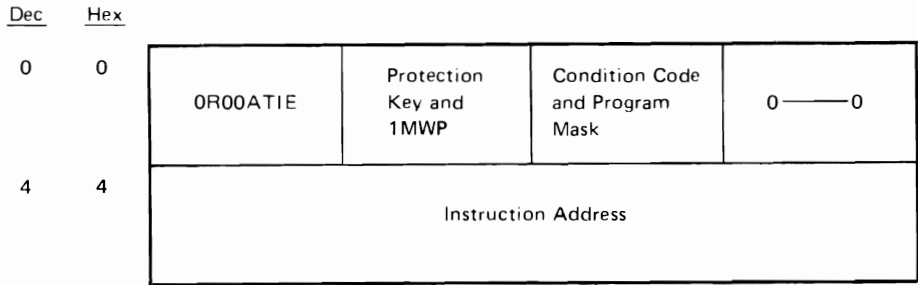 Dec Hex
0 0
0R00ATIE
Protection
Key and
1MWP
Condition Code
and Program
Mask
0——0
4 4
Instruction Address